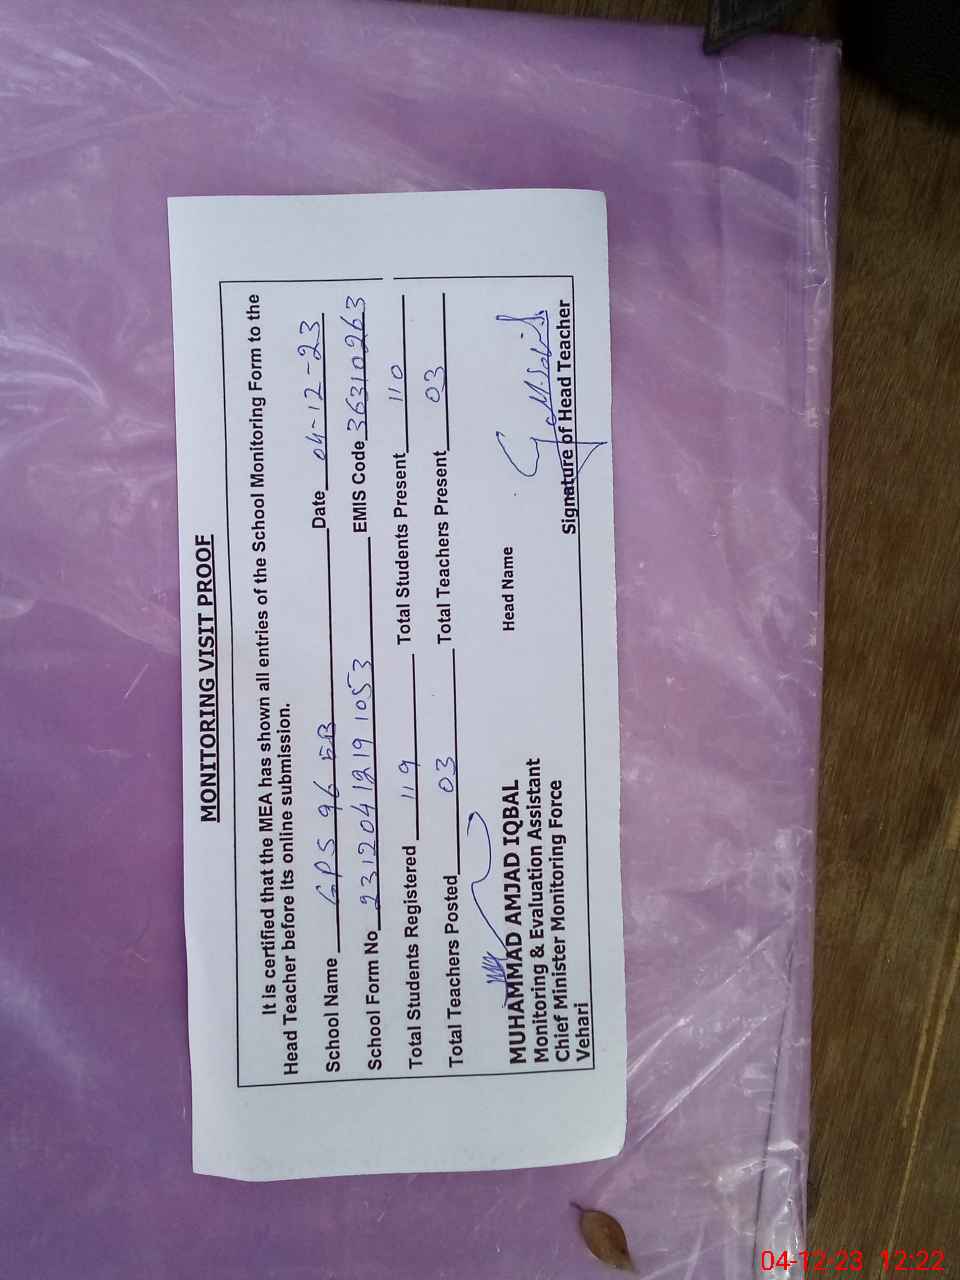 MONITORING VISIT PROOF
It is certified that the MEA has shown all entries of the School Monitoring Form to the
Head Teacher before its online submission.
School Name GPS 96 EB Date 04-12-23
School Form No 2312041219 1053 EMIS Code 36310263
Total Students Registered 119 Total Students Present 110
Total Teachers Posted 03 Total Teachers Present 03
MUHAMMAD AMJAD IQBAL Head Name
Monitoring & Evaluation Assistant
Chief Minister Monitoring Force
Vehari Signature of Head Teacher
04-12-23 12:22